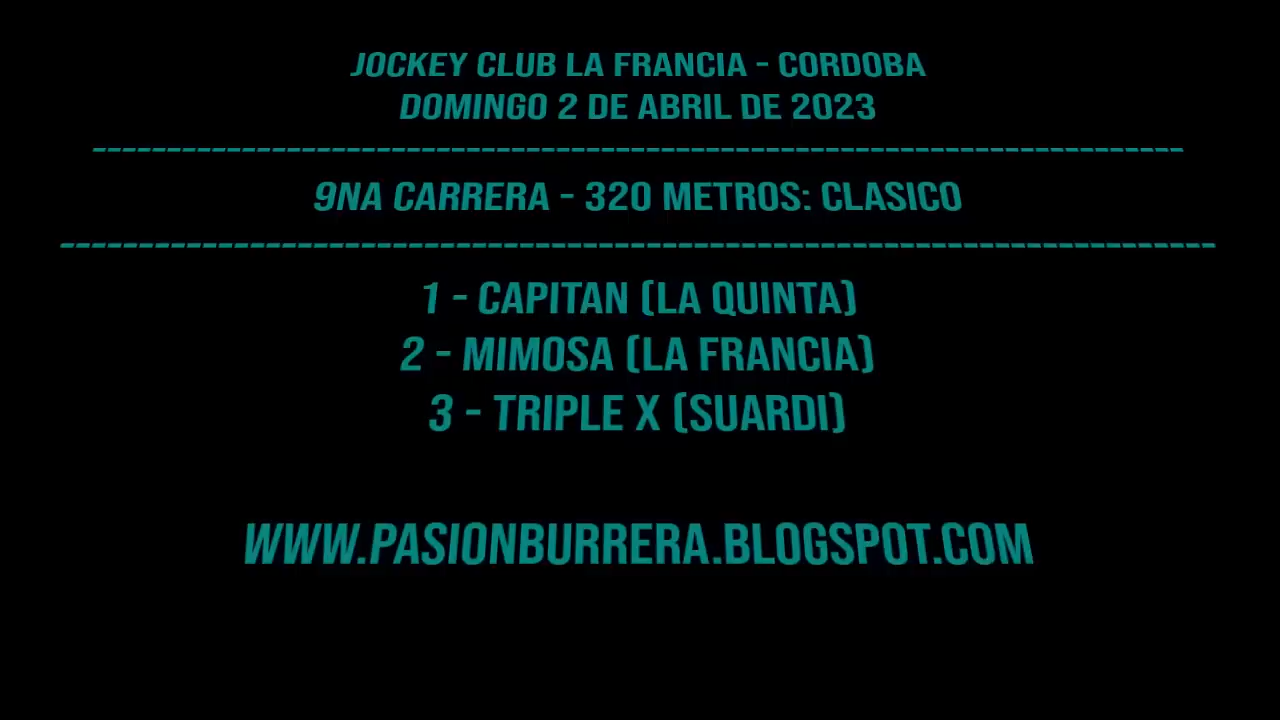 JOCKEY CLUB LA FRANCIA - CORDOBA
DOMINGO 2 DE ABRIL DE 2023
--------------------------------------------------------------------------
9NA CARRERA - 320 METROS: CLASICO
--------------------------------------------------------------------------
1 - CAPITAN (LA QUINTA)
2 - MIMOSA (LA FRANCIA)
3 - TRIPLE X (SUARDI)
WWW.PASIONBURRERA.BLOGSPOT.COM